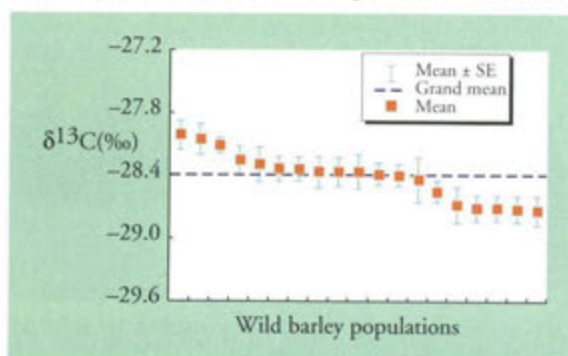 −27.2
−27.8
δ13C(‰)
−28.4
−29.0
−29.6
Mean ± SE
Grand mean
Mean
Wild barley populations